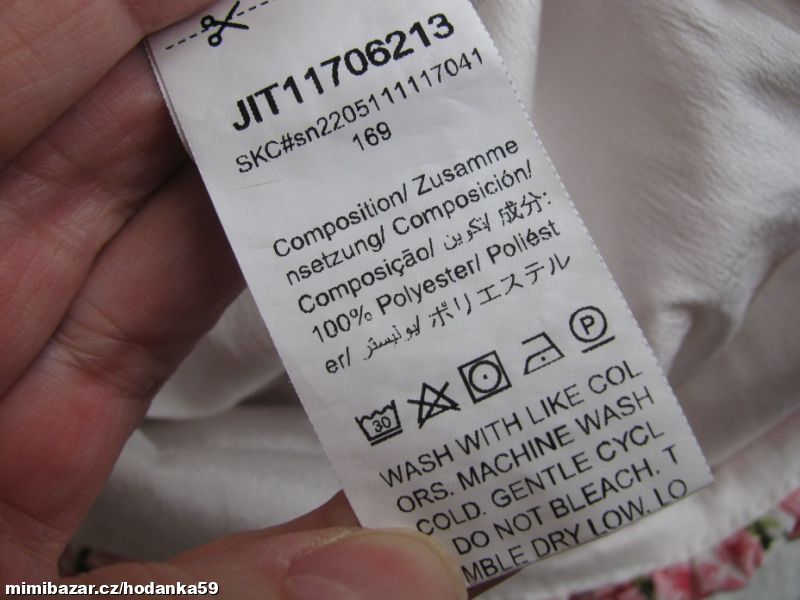 JIT11706213
SKC#sn2205111117041
169
Composition/ Zusamme
nsetzung/ Composición/
Composição/ تكوين/ 成分:
100% Polyester/ Poliést
er/ بوليستر/ ポリエステル
30
P
WASH WITH LIKE COL
ORS. MACHINE WASH
COLD. GENTLE CYCL
DO NOT BLEACH. T
MBLE DRY LOW. LO
mimibazar.cz/hodanka59